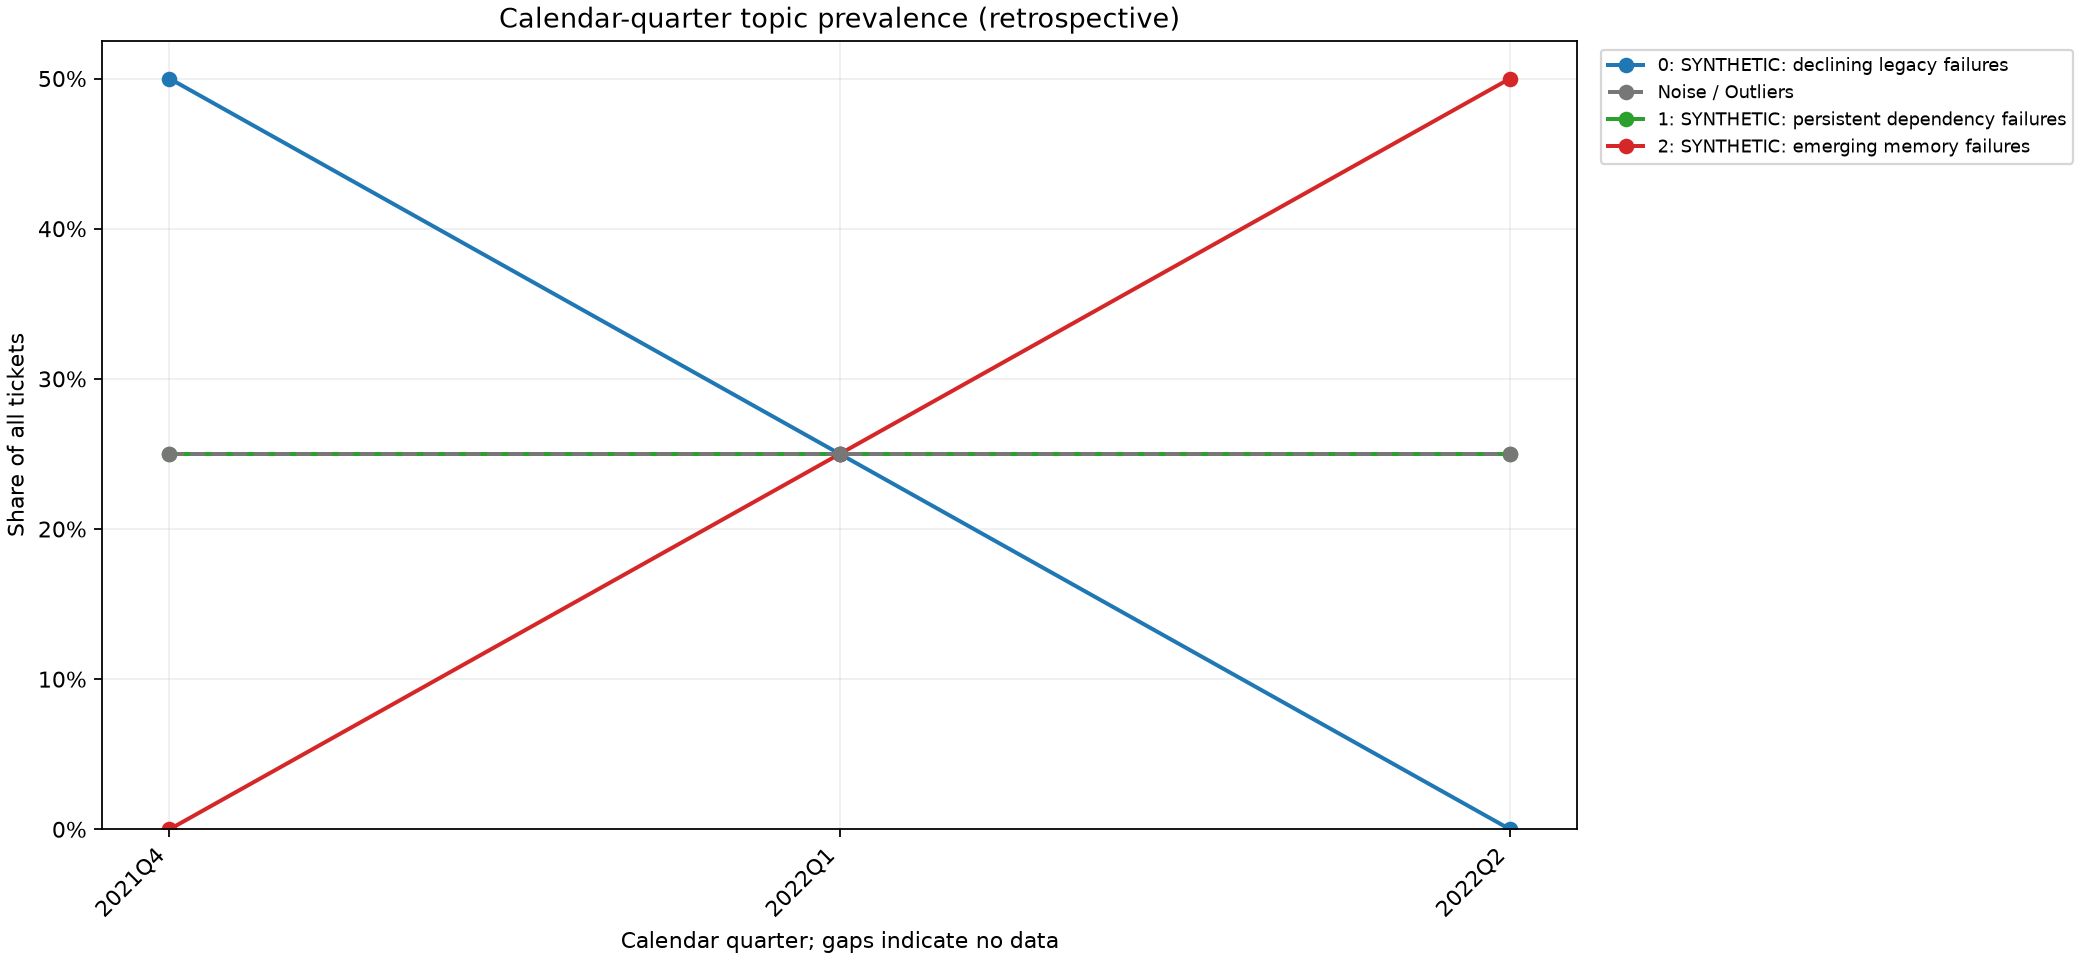 Calendar-quarter topic prevalence (retrospective)
0: SYNTHETIC: declining legacy failures
Noise / Outliers
1: SYNTHETIC: persistent dependency failures
2: SYNTHETIC: emerging memory failures
Share of all tickets
50%
40%
30%
20%
10%
0%
2021Q4
2022Q1
2022Q2
Calendar quarter; gaps indicate no data